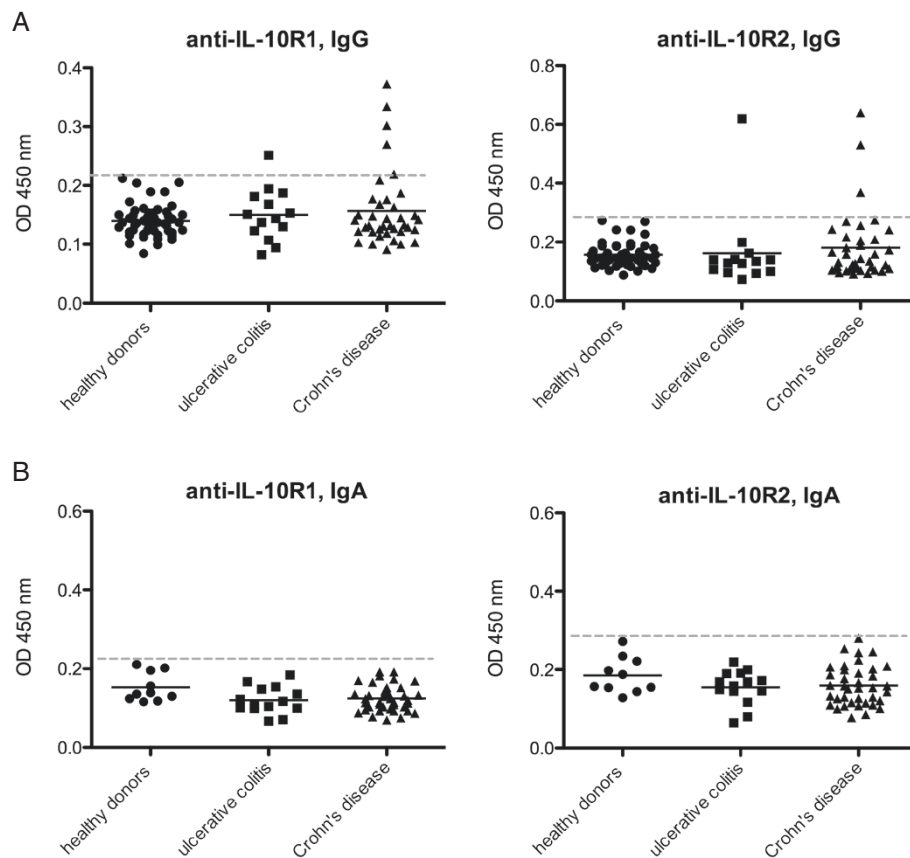 A
anti-IL-10R1, IgG
0.4
0.3
0.2
0.1
0.0
OD 450 nm
healthy donors
ulcerative colitis
Crohn's disease
anti-IL-10R2, IgG
0.8
0.6
0.4
0.2
0.0
OD 450 nm
healthy donors
ulcerative colitis
Crohn's disease
B
anti-IL-10R1, IgA
0.6
0.4
0.2
0.0
OD 450 nm
healthy donors
ulcerative colitis
Crohn's disease
anti-IL-10R2, IgA
0.6
0.4
0.2
0.0
OD 450 nm
healthy donors
ulcerative colitis
Crohn's disease